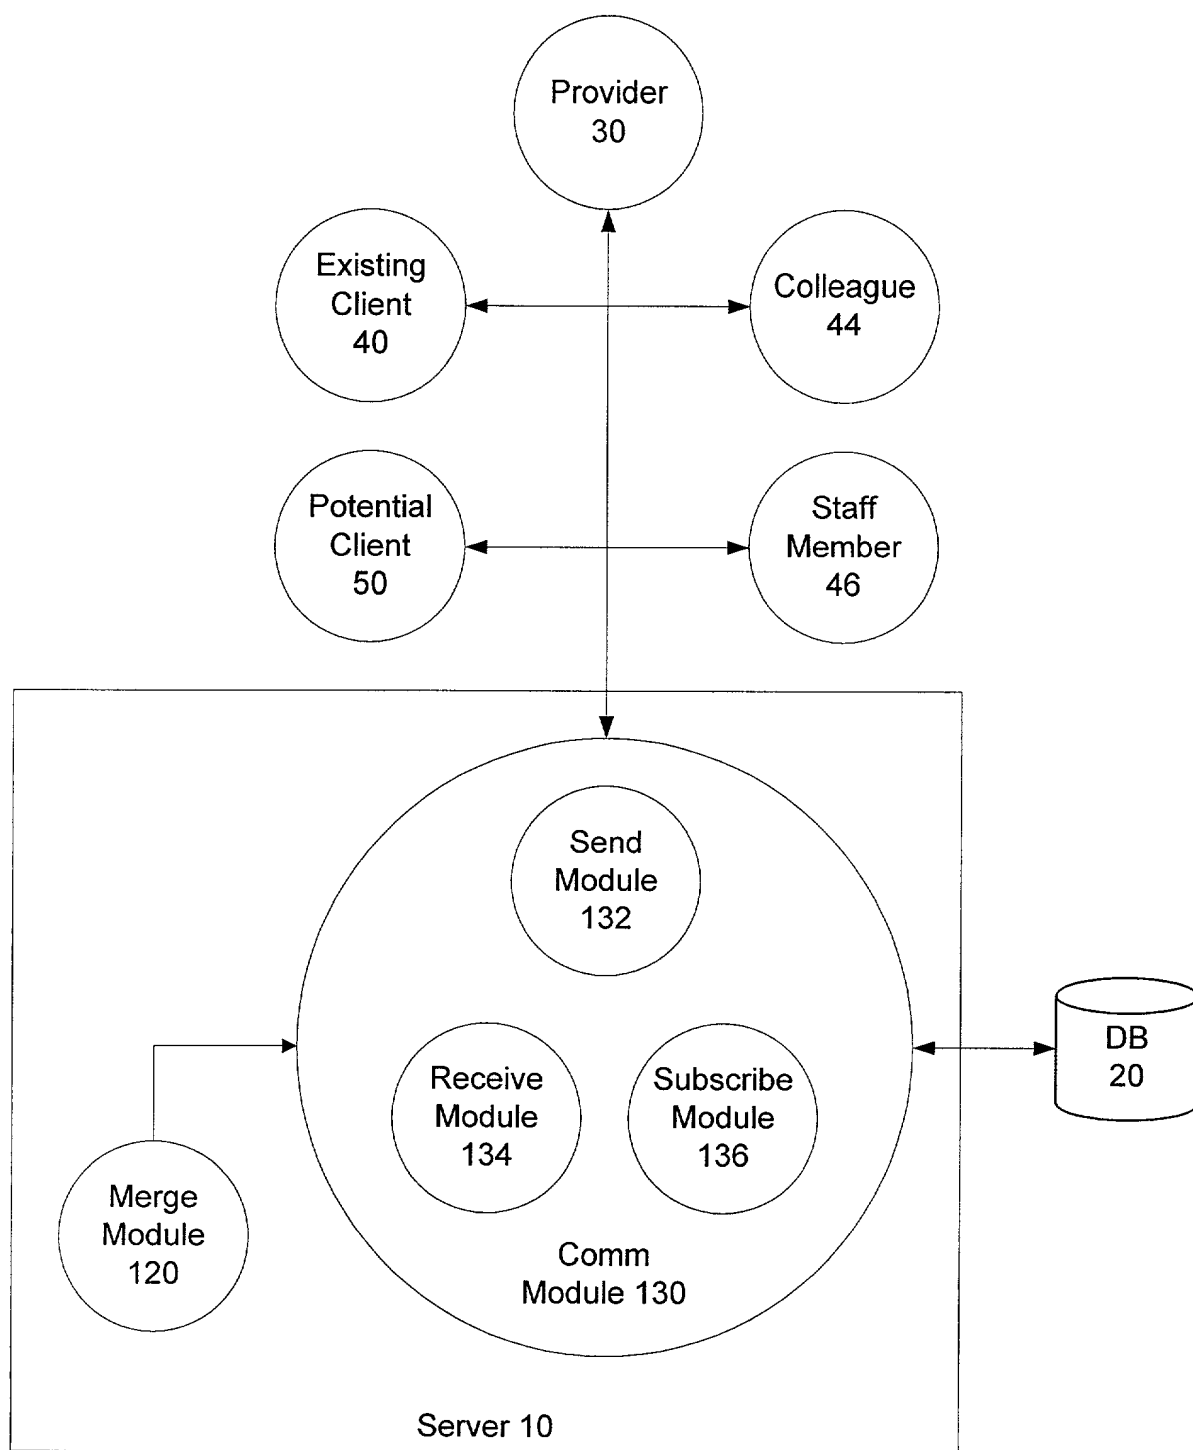 Provider
30
Existing
Client
40
Colleague
44
Potential
Client
50
Staff
Member
46
Send
Module
132
Receive
Module
134
Subscribe
Module
136
DB
20
Merge
Module
120
Comm
Module 130
Server 10